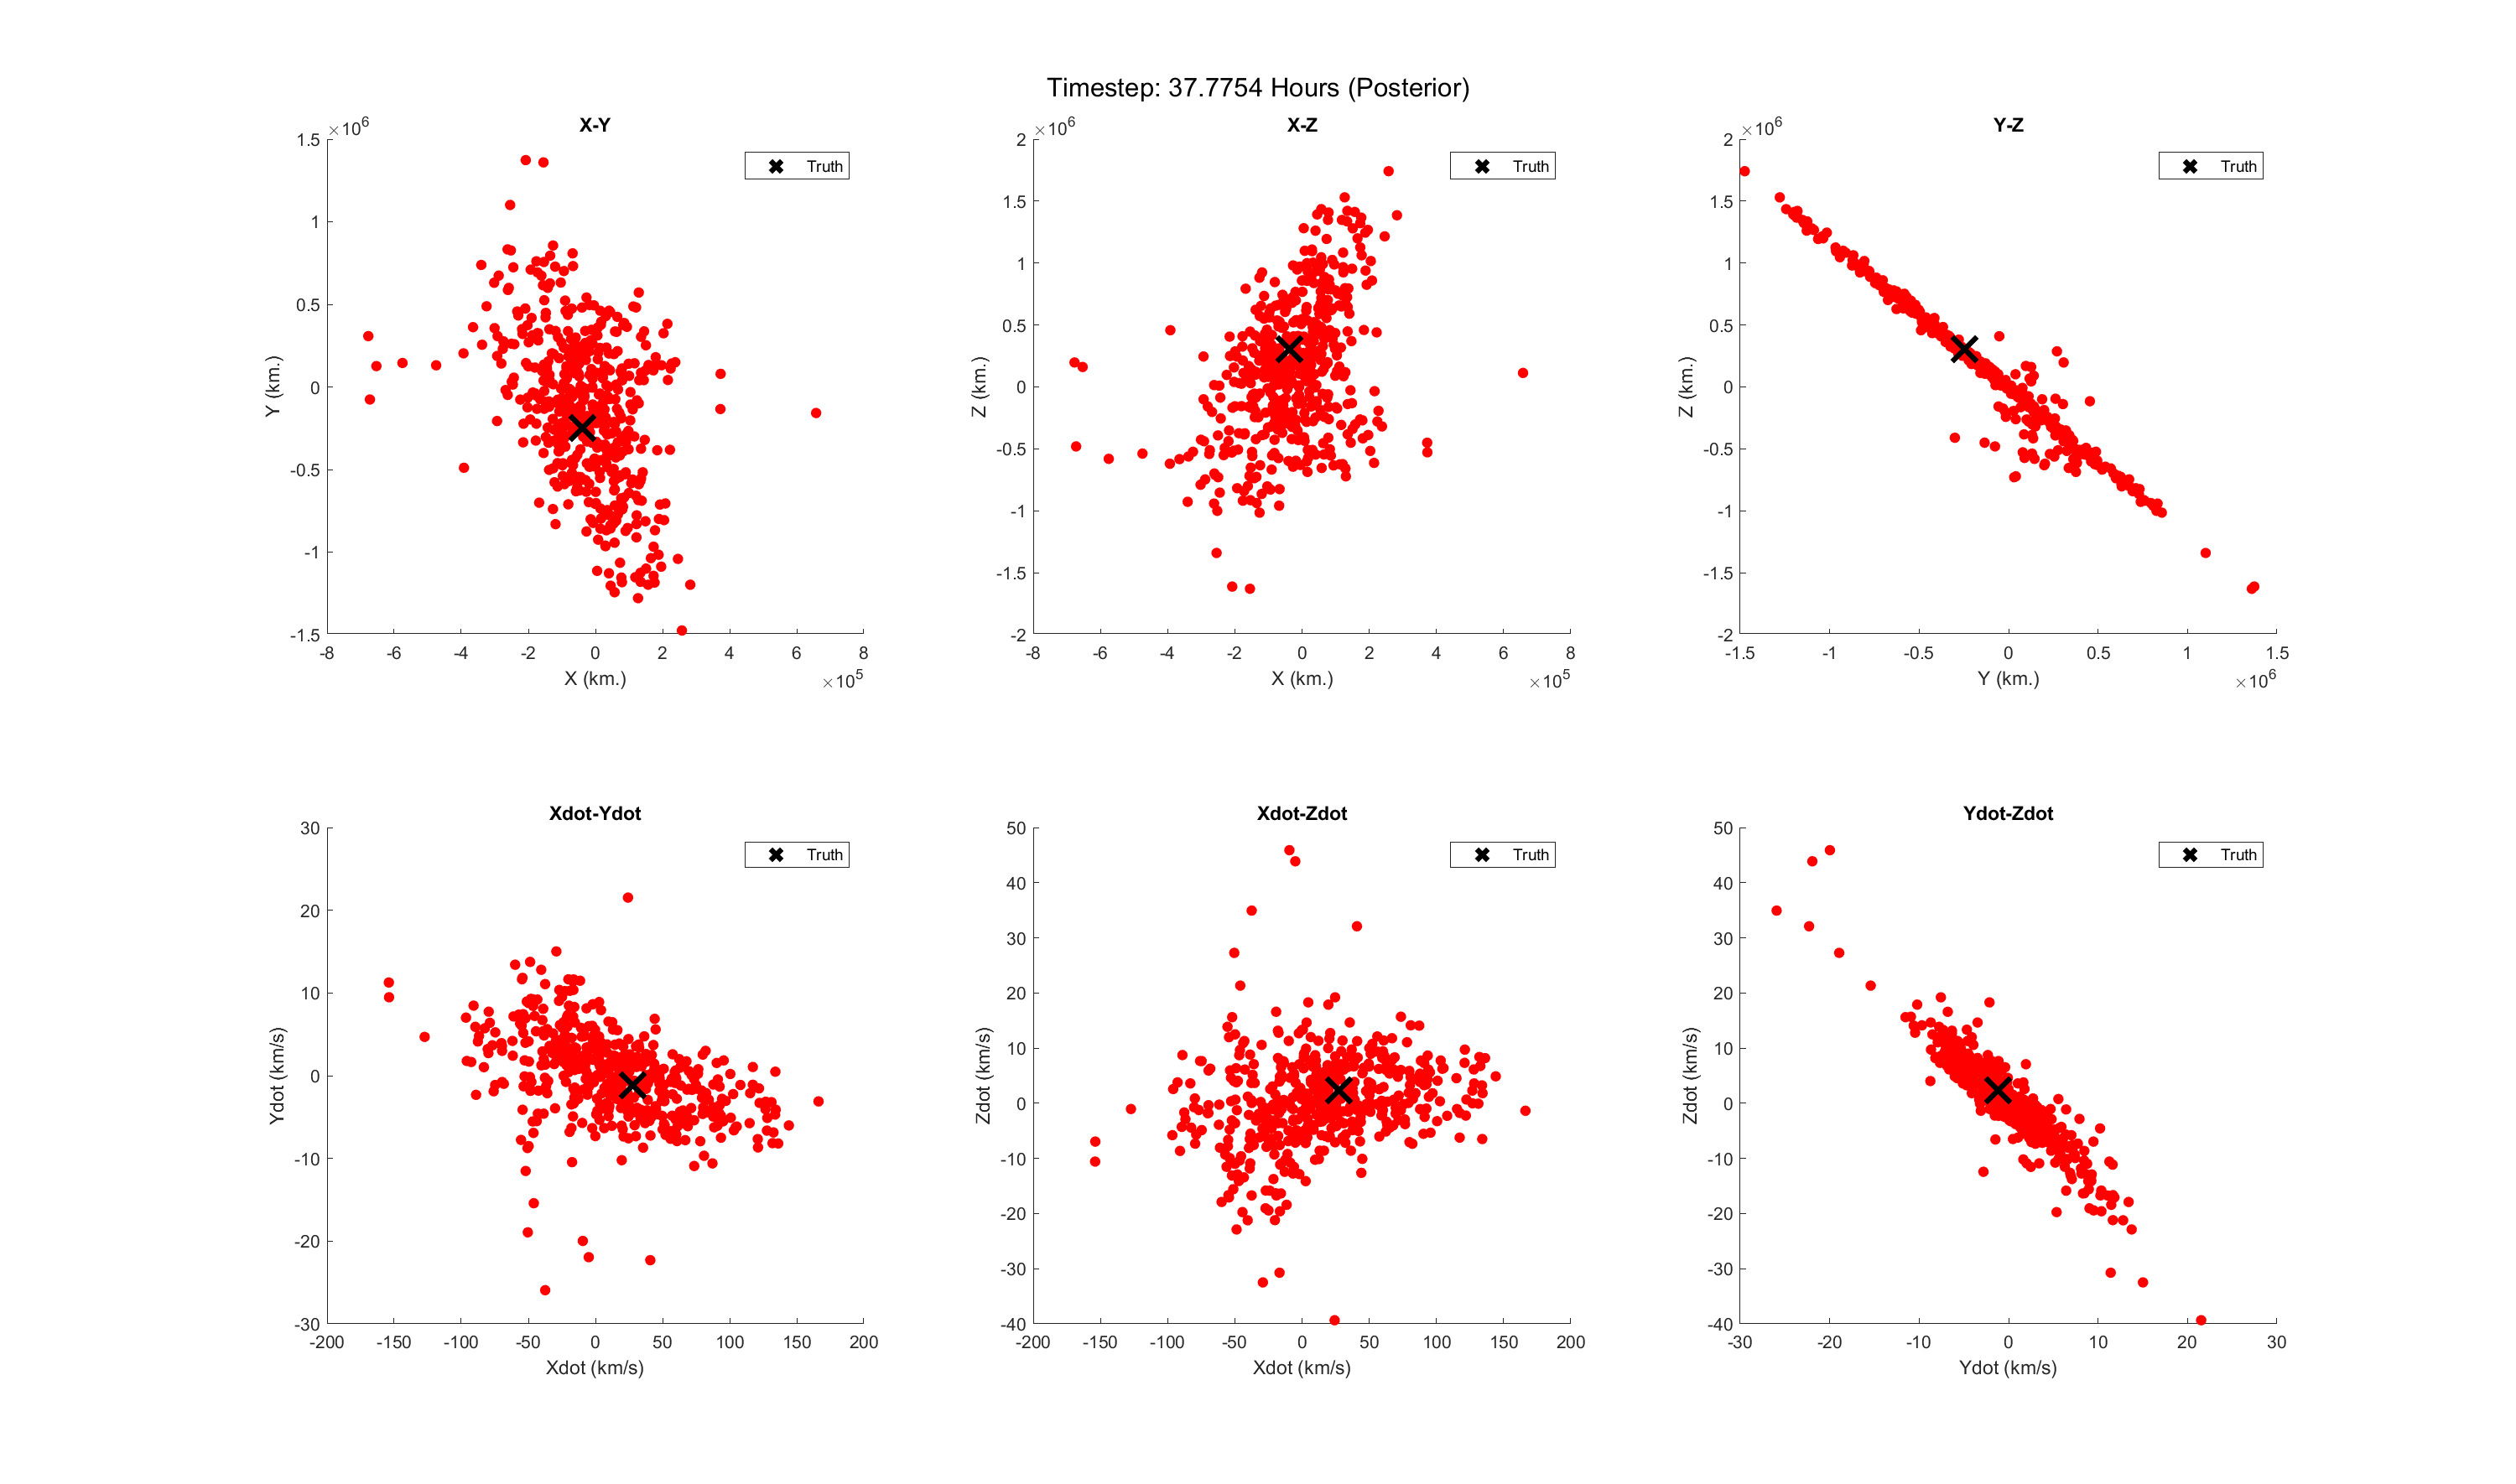 Timestep: 37.7754 Hours (Posterior)
X-Y
×10^6
1.5
1
0.5
0
-0.5
-1
-1.5
Y (km.)
-8 -6 -4 -2 0 2 4 6 8
X (km.)
×10^5
Truth
X-Z
×10^6
2
1.5
1
0.5
0
-0.5
-1
-1.5
-2
Z (km.)
-8 -6 -4 -2 0 2 4 6 8
X (km.)
×10^5
Truth
Y-Z
×10^6
2
1.5
1
0.5
0
-0.5
-1
-1.5
-2
Z (km.)
-1.5 -1 -0.5 0 0.5 1 1.5
Y (km.)
×10^6
Truth
Xdot-Ydot
30
20
10
0
-10
-20
-30
Ydot (km/s)
-200 -150 -100 -50 0 50 100 150 200
Xdot (km/s)
Truth
Xdot-Zdot
50
40
30
20
10
0
-10
-20
-30
-40
Zdot (km/s)
-200 -150 -100 -50 0 50 100 150 200
Xdot (km/s)
Truth
Ydot-Zdot
50
40
30
20
10
0
-10
-20
-30
-40
Zdot (km/s)
-30 -20 -10 0 10 20 30
Ydot (km/s)
Truth